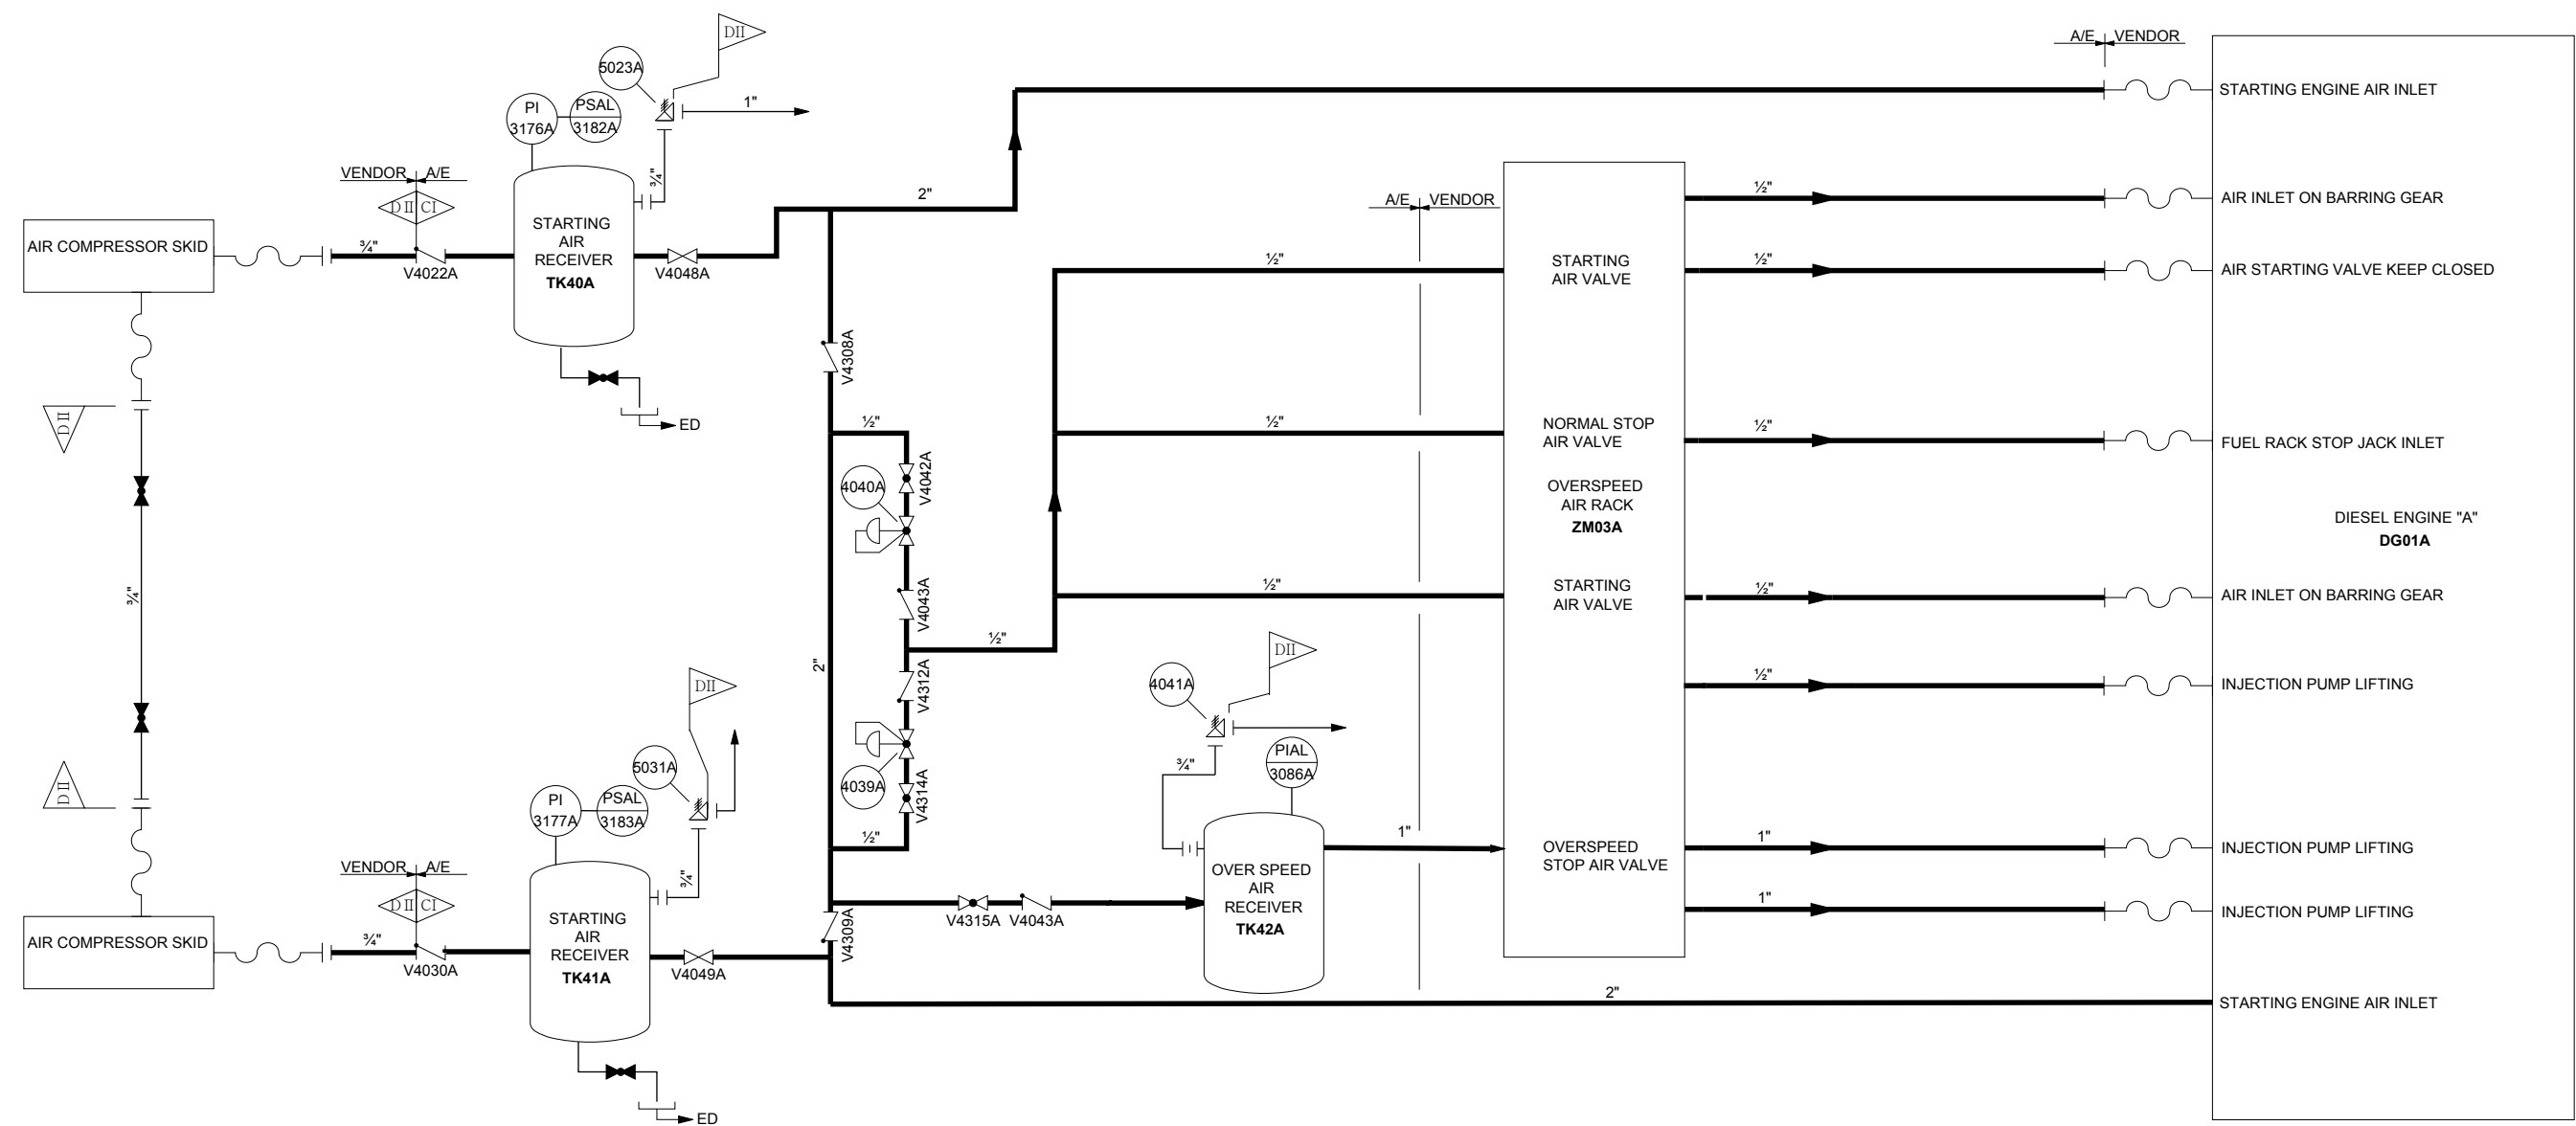 DII
A/E VENDOR
5023A
STARTING ENGINE AIR INLET
PI
3176A
PSAL
3182A
1"
VENDOR A/E
¾"
D II CI
2"
A/E VENDOR
½"
AIR INLET ON BARRING GEAR
AIR COMPRESSOR SKID
¾"
V4022A
STARTING
AIR
RECEIVER
TK40A
V4048A
½"
STARTING
AIR VALVE
½"
AIR STARTING VALVE KEEP CLOSED
V4308A
D II
ED
½"
½"
NORMAL STOP
AIR VALVE
½"
FUEL RACK STOP JACK INLET
4040A
V4042A
OVERSPEED
AIR RACK
ZM03A
DIESEL ENGINE "A"
DG01A
¾"
V4043A
½"
STARTING
AIR VALVE
½"
AIR INLET ON BARRING GEAR
½"
2"
V4312A
DII
DII
4041A
½"
INJECTION PUMP LIFTING
D II
5031A
4039A
V4314A
¾"
PIAL
3086A
PI
3177A
PSAL
3183A
½"
1"
OVERSPEED
STOP AIR VALVE
1"
INJECTION PUMP LIFTING
VENDOR A/E
¾"
D II CI
OVER SPEED
AIR
RECEIVER
TK42A
1"
INJECTION PUMP LIFTING
V4315A V4043A
V4309A
AIR COMPRESSOR SKID
¾"
V4030A
STARTING
AIR
RECEIVER
TK41A
V4049A
2"
STARTING ENGINE AIR INLET
ED